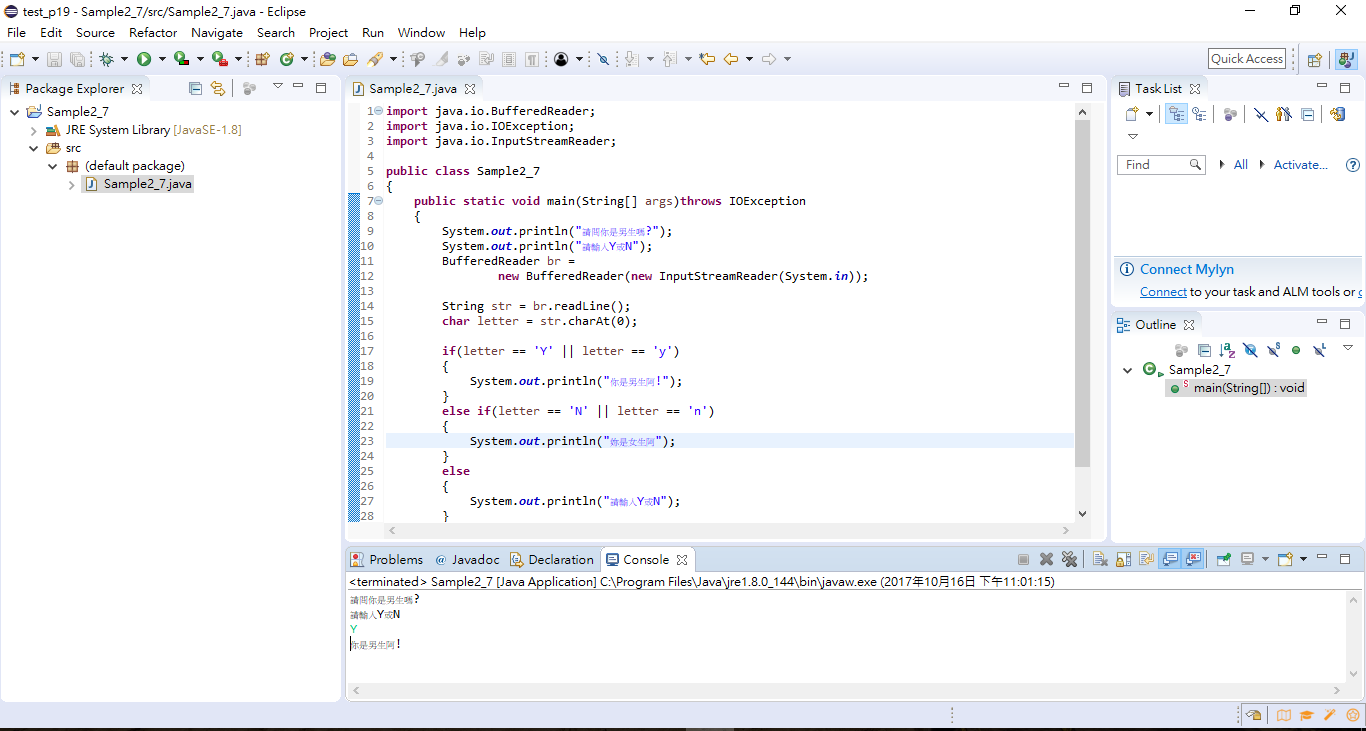 test_p19 - Sample2_7/src/Sample2_7.java - Eclipse
File Edit Source Refactor Navigate Search Project Run Window Help
Quick Access
Package Explorer
Sample2_7
JRE System Library [JavaSE-1.8]
src
(default package)
Sample2_7.java
Sample2_7.java
1 import java.io.BufferedReader;
2 import java.io.IOException;
3 import java.io.InputStreamReader;
4
5 public class Sample2_7
6 {
7 public static void main(String[] args)throws IOException
8 {
9 System.out.println("請問你是男生嗎?");
10 System.out.println("請輸入Y或N");
11 BufferedReader br =
12 new BufferedReader(new InputStreamReader(System.in));
13
14 String str = br.readLine();
15 char letter = str.charAt(0);
16
17 if(letter == 'Y' || letter == 'y')
18 {
19 System.out.println("你是男生阿!");
20 }
21 else if(letter == 'N' || letter == 'n')
22 {
23 System.out.println("妳是女生阿");
24 }
25 else
26 {
27 System.out.println("請輸入Y或N");
28 }
Problems @ Javadoc Declaration Console
<terminated> Sample2_7 [Java Application] C:\Program Files\Java\jre1.8.0_144\bin\javaw.exe (2017年10月16日 下午11:01:15)
請問你是男生嗎?
請輸入Y或N
Y
你是男生阿!
Task List
Find All Activate...
Connect Mylyn
Connect to your task and ALM tools or
Outline
Sample2_7
main(String[]) : void